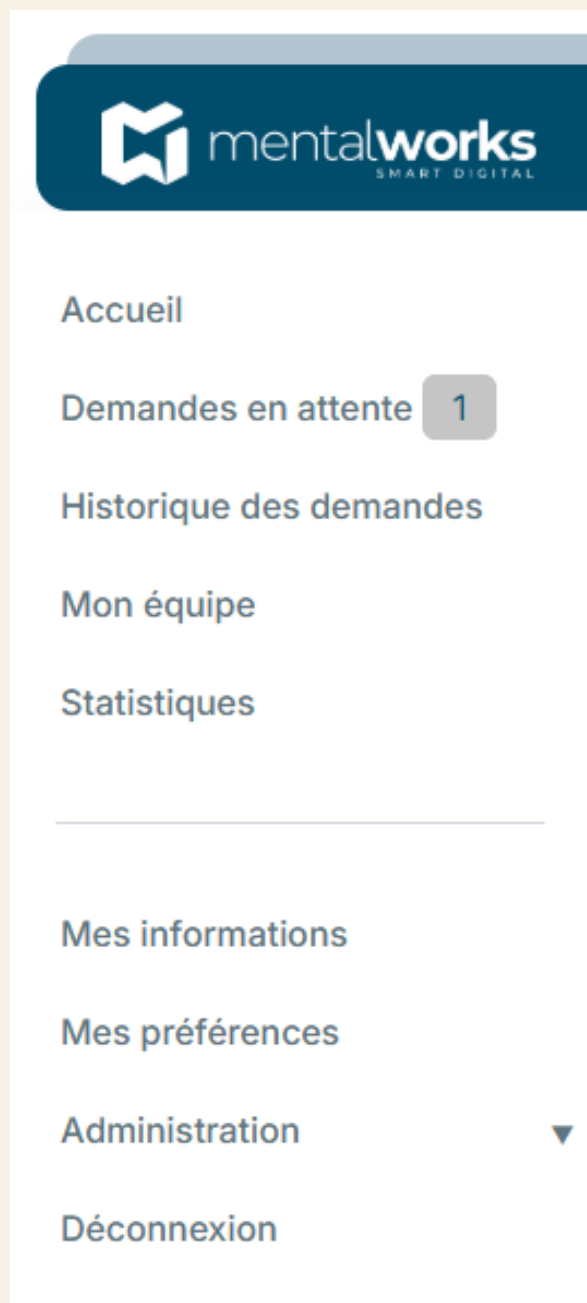 mentalworks
SMART DIGITAL
Accueil
Demandes en attente 1
Historique des demandes
Mon équipe
Statistiques
Mes informations
Mes préférences
Administration ▼
Déconnexion